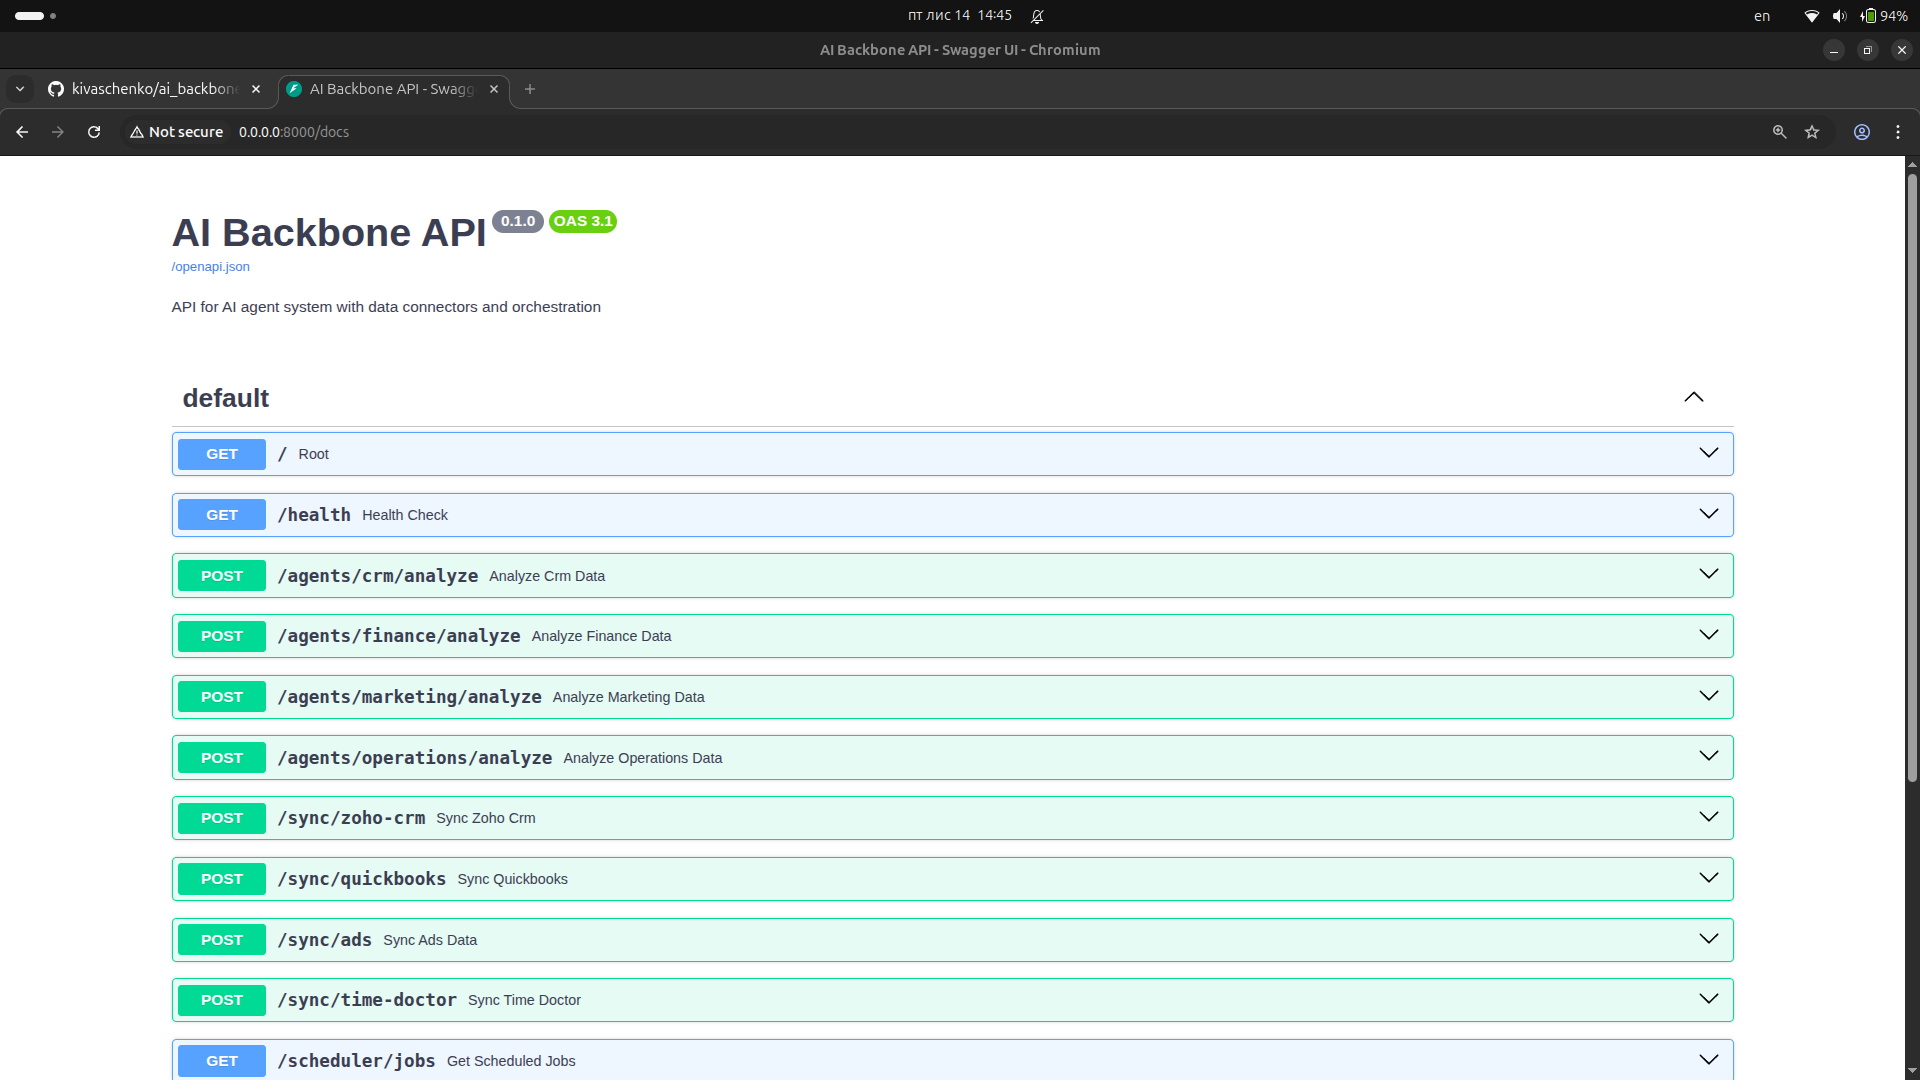 пт лис 14 14:45
en
94%
AI Backbone API - Swagger UI - Chromium
kivaschenko/ai_backbone
AI Backbone API - Swagg
Not secure
0.0.0.0:8000/docs
AI Backbone API 0.1.0 OAS 3.1
/openapi.json
API for AI agent system with data connectors and orchestration
default
GET / Root
GET /health Health Check
POST /agents/crm/analyze Analyze Crm Data
POST /agents/finance/analyze Analyze Finance Data
POST /agents/marketing/analyze Analyze Marketing Data
POST /agents/operations/analyze Analyze Operations Data
POST /sync/zoho-crm Sync Zoho Crm
POST /sync/quickbooks Sync Quickbooks
POST /sync/ads Sync Ads Data
POST /sync/time-doctor Sync Time Doctor
GET /scheduler/jobs Get Scheduled Jobs